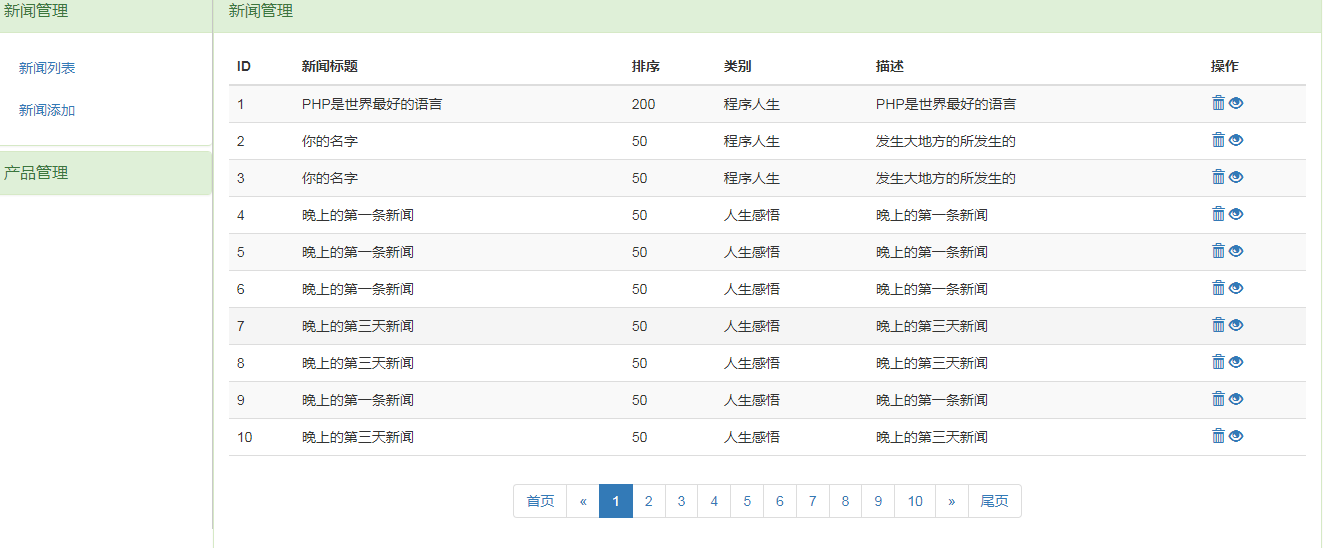 新闻管理
新闻列表
新闻添加
产品管理
新闻管理
ID 新闻标题 排序 类别 描述 操作
1 PHP是世界最好的语言 200 程序人生 PHP是世界最好的语言
2 你的名字 50 程序人生 发生大地方的所发生的
3 你的名字 50 程序人生 发生大地方的所发生的
4 晚上的第一条新闻 50 人生感悟 晚上的第一条新闻
5 晚上的第一条新闻 50 人生感悟 晚上的第一条新闻
6 晚上的第一条新闻 50 人生感悟 晚上的第一条新闻
7 晚上的第三天新闻 50 人生感悟 晚上的第三天新闻
8 晚上的第三天新闻 50 人生感悟 晚上的第三天新闻
9 晚上的第一条新闻 50 人生感悟 晚上的第一条新闻
10 晚上的第三天新闻 50 人生感悟 晚上的第三天新闻
首页 « 1 2 3 4 5 6 7 8 9 10 » 尾页